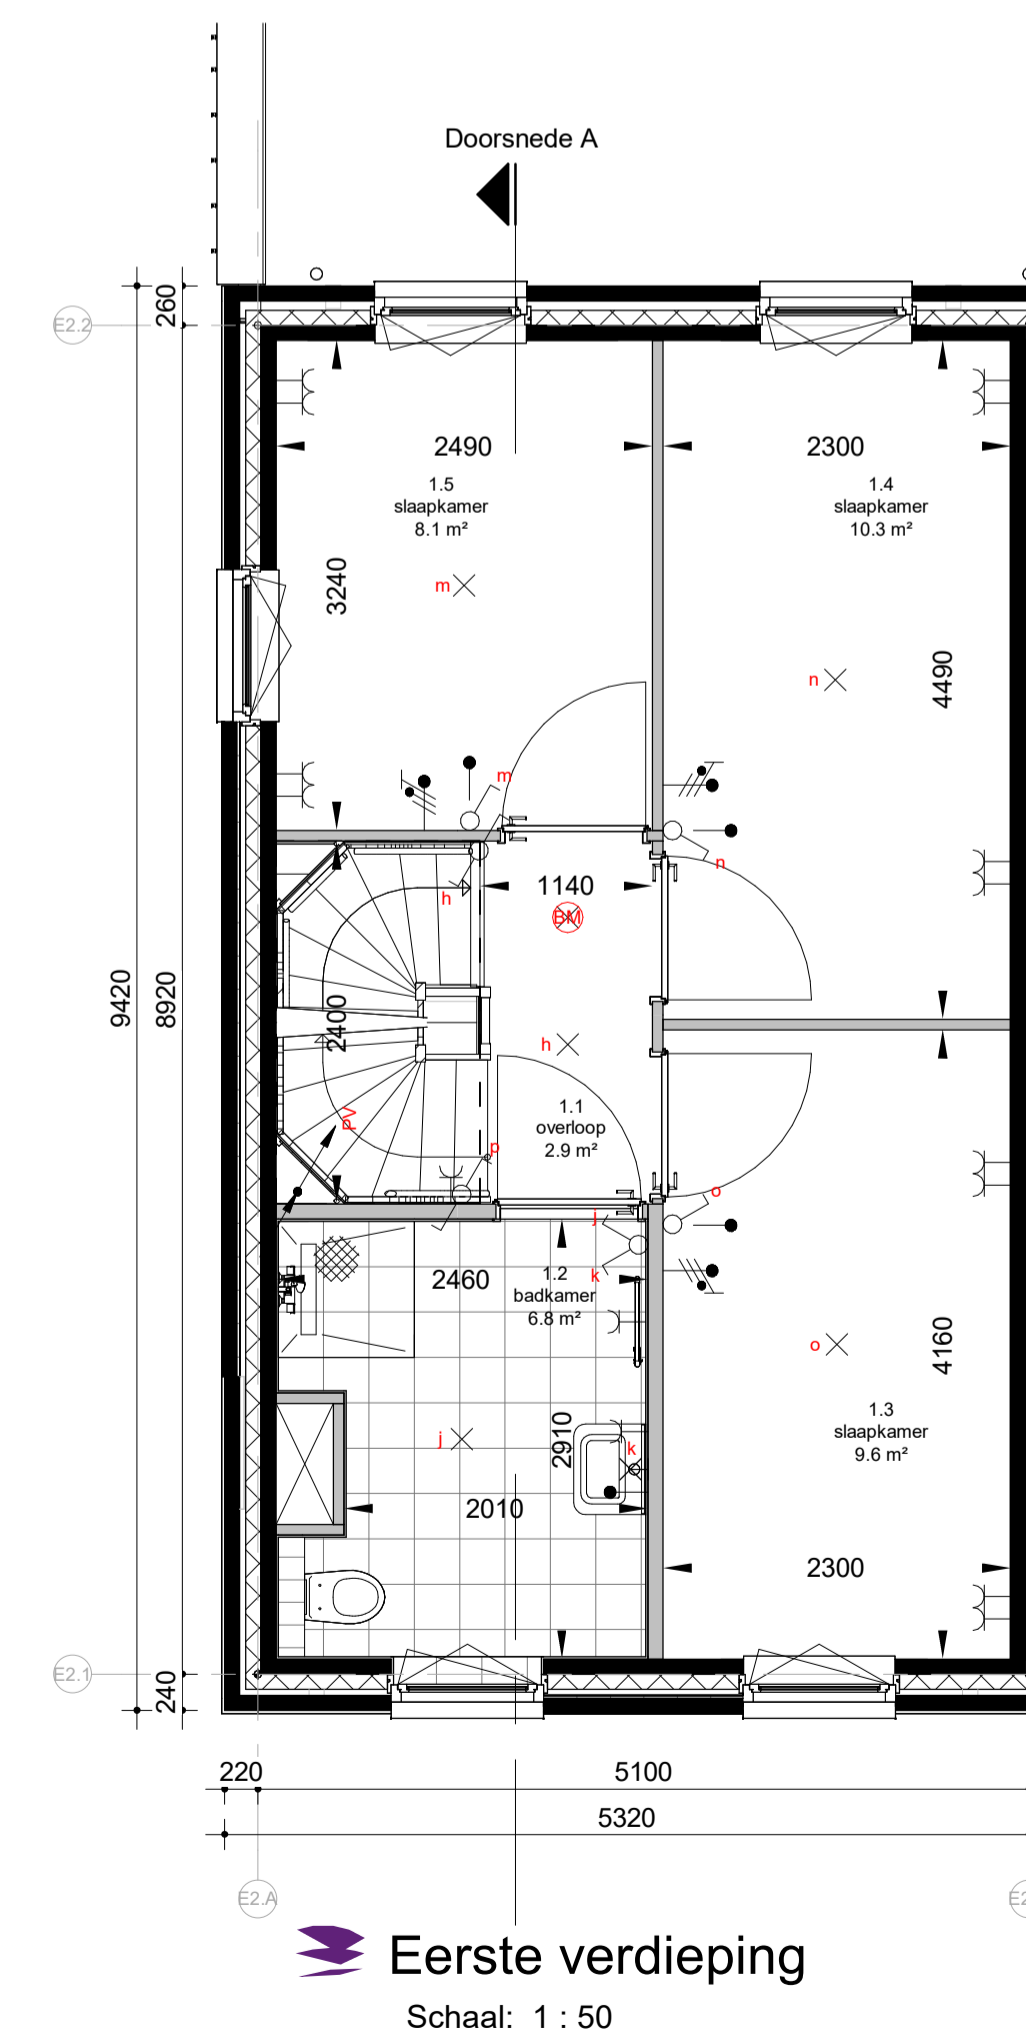 Doorsnede A
260
E2.2
2490
2300
1.5
slaapkamer
8.1 m²
1.4
slaapkamer
10.3 m²
3240
m
n
4490
m
n
h
1140
BM
9420
8920
2400
h
PV
1.1
overloop
2.9 m²
p
o
j
k
2460
1.2
badkamer
6.8 m²
o
4160
j
2910
k
1.3
slaapkamer
9.6 m²
2010
2300
E2.1
240
220
5100
5320
E2.A
E2
Eerste verdieping
Schaal: 1 : 50